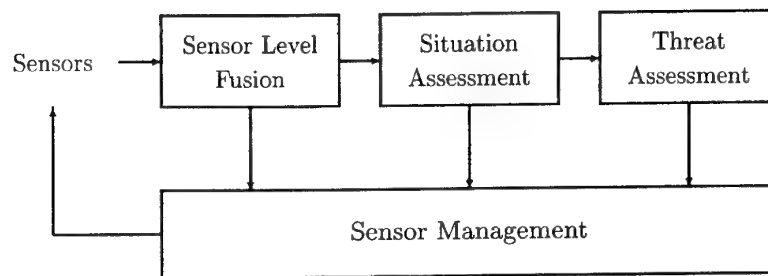 Sensors
Sensor Level
Fusion
Situation
Assessment
Threat
Assessment
Sensor Management